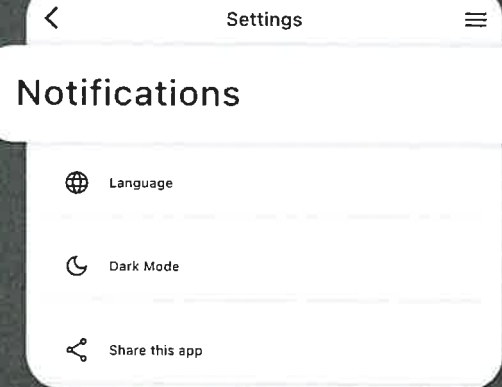 Settings
Notifications
Language
Dark Mode
Share this app